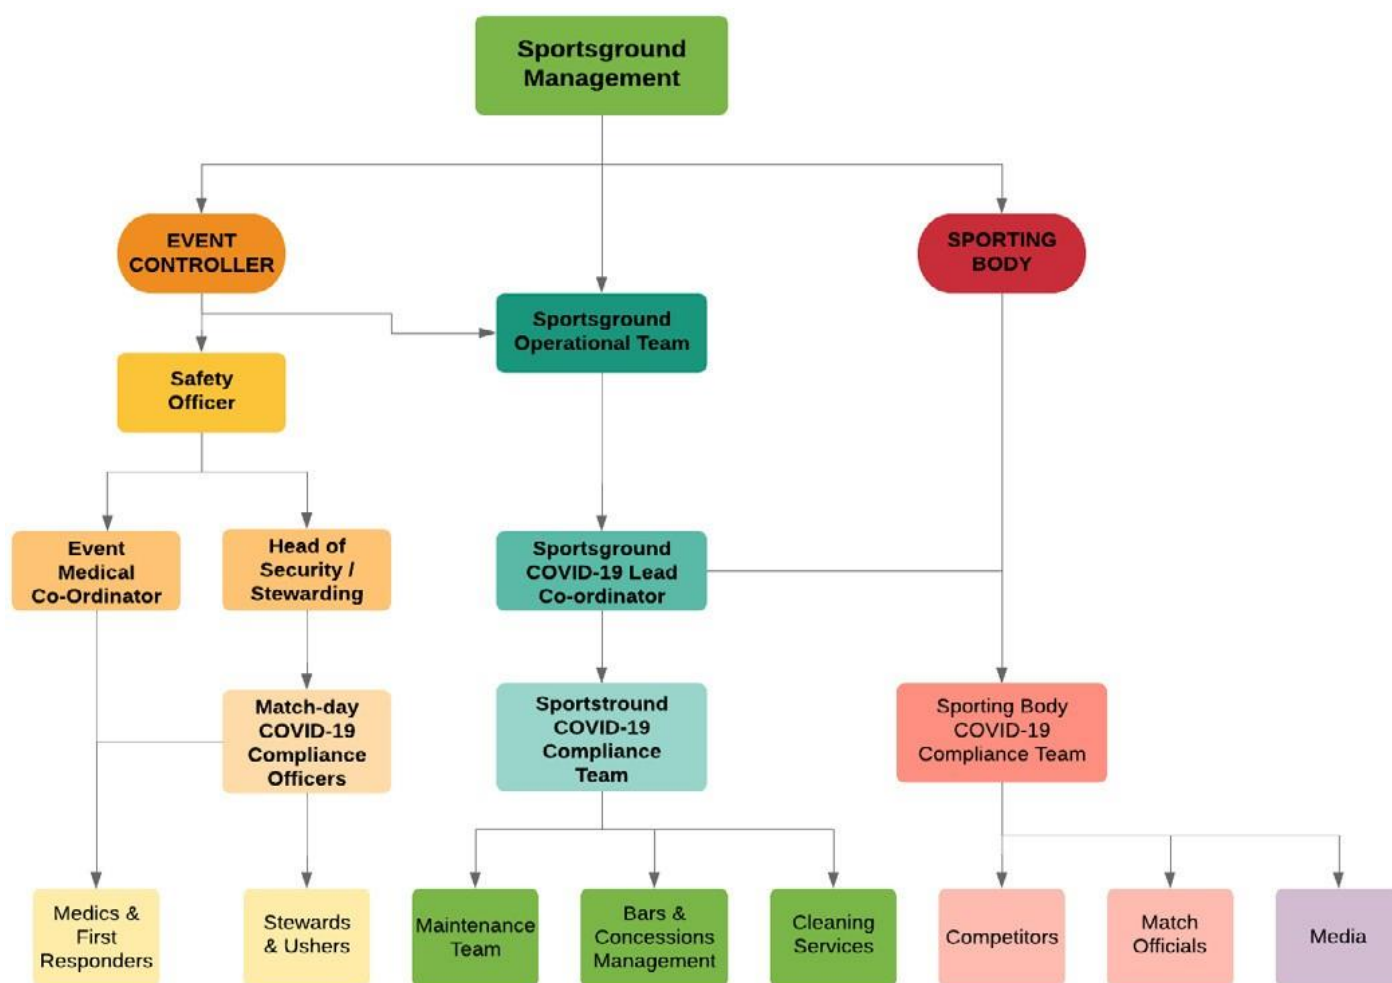 Sportsground
Management
EVENT
CONTROLLER
SPORTING
BODY
Sportsground
Operational Team
Safety
Officer
Event
Medical
Co-Ordinator
Head of
Security /
Stewarding
Sportsground
COVID-19 Lead
Co-ordinator
Match-day
COVID-19
Compliance
Officers
Sportstround
COVID-19
Compliance
Team
Sporting Body
COVID-19
Compliance Team
Medics &
First
Responders
Stewards
& Ushers
Maintenance
Team
Bars &
Concessions
Management
Cleaning
Services
Competitors
Match
Officials
Media